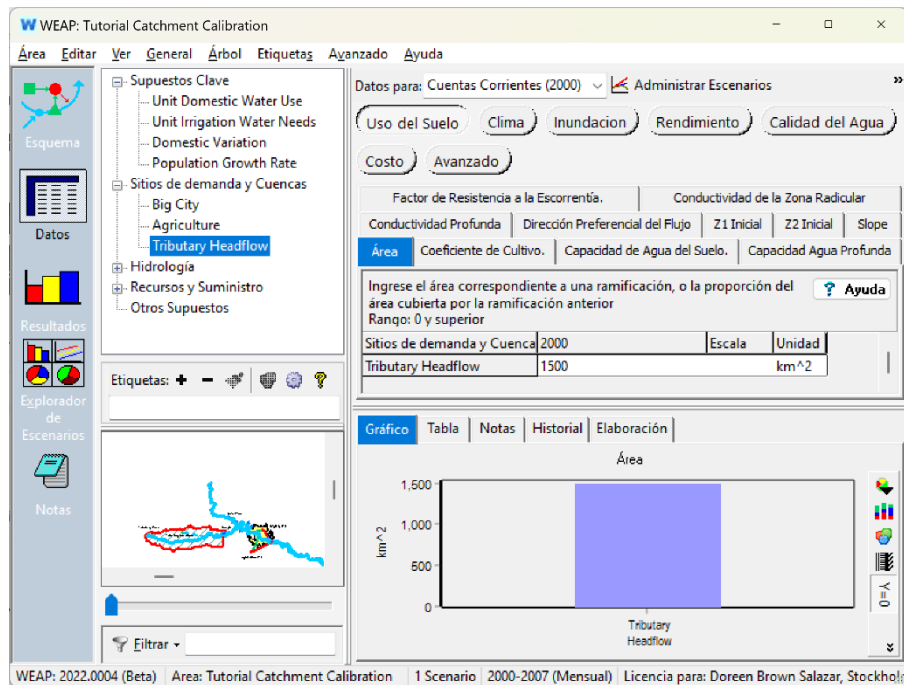 WEAP: Tutorial Catchment Calibration
Área Editar Ver General Árbol Etiquetas Avanzado Ayuda
Esquema
Datos
Resultados
Explorador
de
Escenarios
Notas
Supuestos Clave
Unit Domestic Water Use
Unit Irrigation Water Needs
Domestic Variation
Population Growth Rate
Sitios de demanda y Cuencas
Big City
Agriculture
Tributary Headflow
Hidrología
Recursos y Suministro
Otros Supuestos
Etiquetas:
Filtrar
Datos para: Cuentas Corrientes (2000) Administrar Escenarios »
Uso del Suelo Clima Inundacion Rendimiento Calidad del Agua
Costo Avanzado
Factor de Resistencia a la Escorrentía. Conductividad de la Zona Radicular
Conductividad Profunda Dirección Preferencial del Flujo Z1 Inicial Z2 Inicial Slope
Área Coeficiente de Cultivo. Capacidad de Agua del Suelo. Capacidad Agua Profunda
Ingrese el área correspondiente a una ramificación, o la proporción del
área cubierta por la ramificación anterior
Rango: 0 y superior
? Ayuda
Sitios de demanda y Cuenca 2000 Escala Unidad
Tributary Headflow 1500 km^2
Gráfico Tabla Notas Historial Elaboración
Área
1,500
1,000
500
0
km^2
Tributary
Headflow
Y=0
WEAP: 2022.0004 (Beta) Area: Tutorial Catchment Calibration 1 Scenario 2000-2007 (Mensual) Licencia para: Doreen Brown Salazar, Stockhol